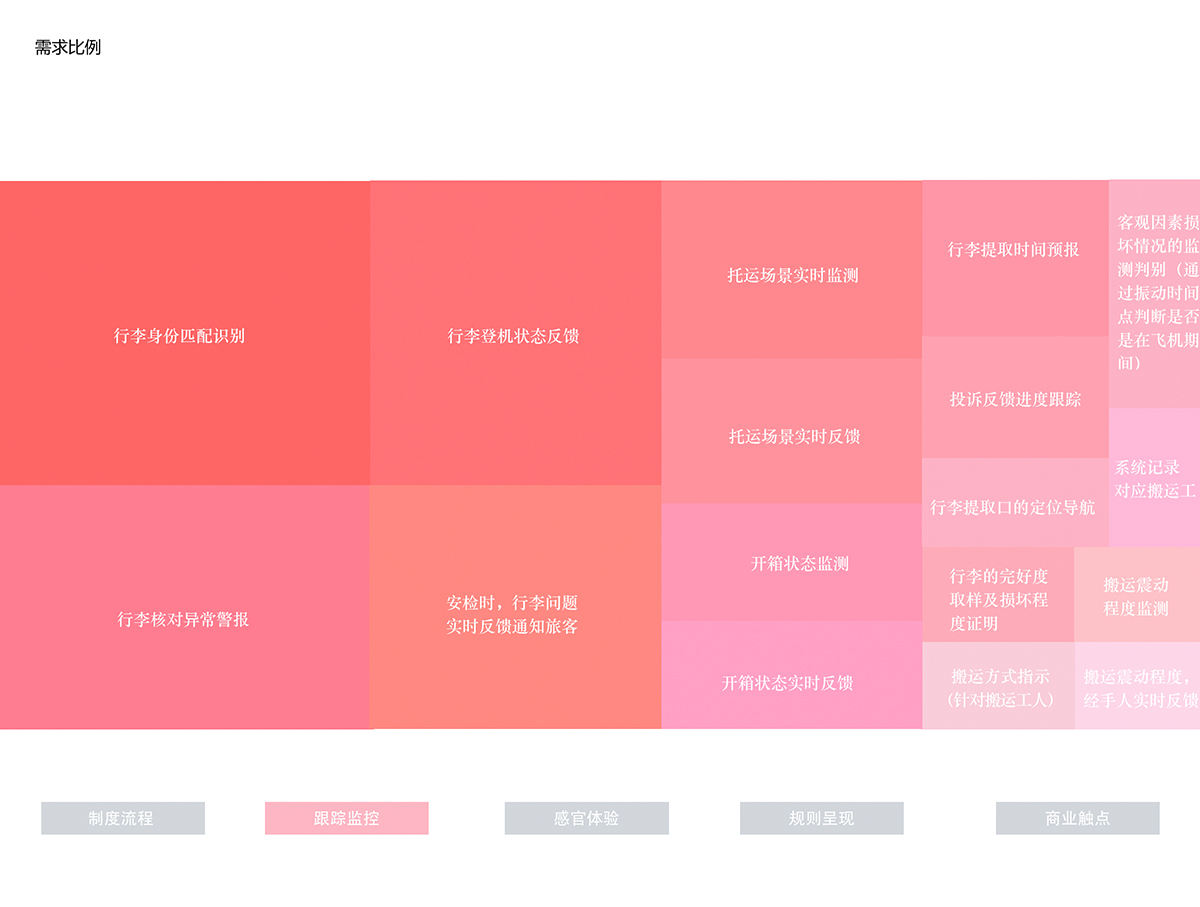 需求比例
行李身份匹配识别
行李登机状态反馈
托运场景实时监测
行李提取时间预报
客观因素损
坏情况的监
测判别（通
过振动时间
点判断是否
是在飞机期
间）
托运场景实时反馈
投诉反馈进度跟踪
系统记录
对应搬运工
行李提取口的定位导航
行李核对异常警报
安检时，行李问题
实时反馈通知旅客
开箱状态监测
行李的完好度
取样及损坏程
度证明
搬运震动
程度监测
开箱状态实时反馈
搬运方式指示
（针对搬运工人）
搬运震动程度，
经手人实时反馈
制度流程
跟踪监控
感官体验
规则呈现
商业触点